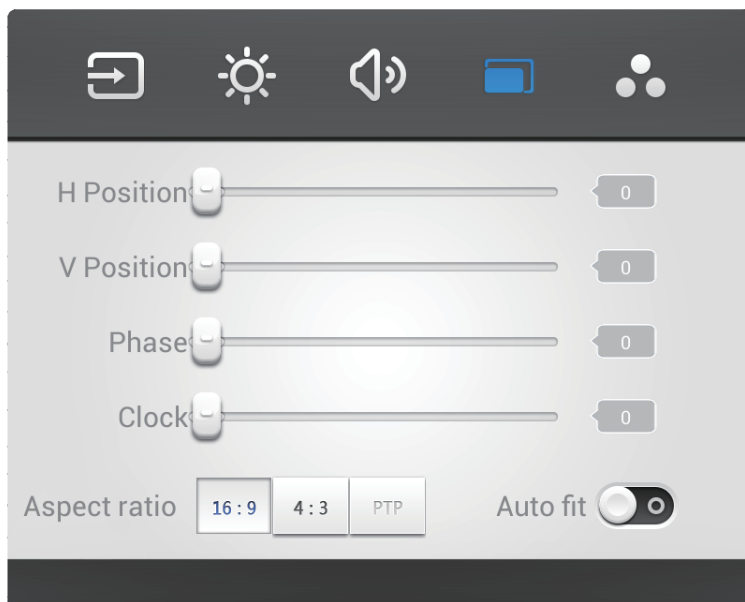 H Position 0
V Position 0
Phase 0
Clock 0
Aspect ratio 16 : 9 4 : 3 PTP Auto fit